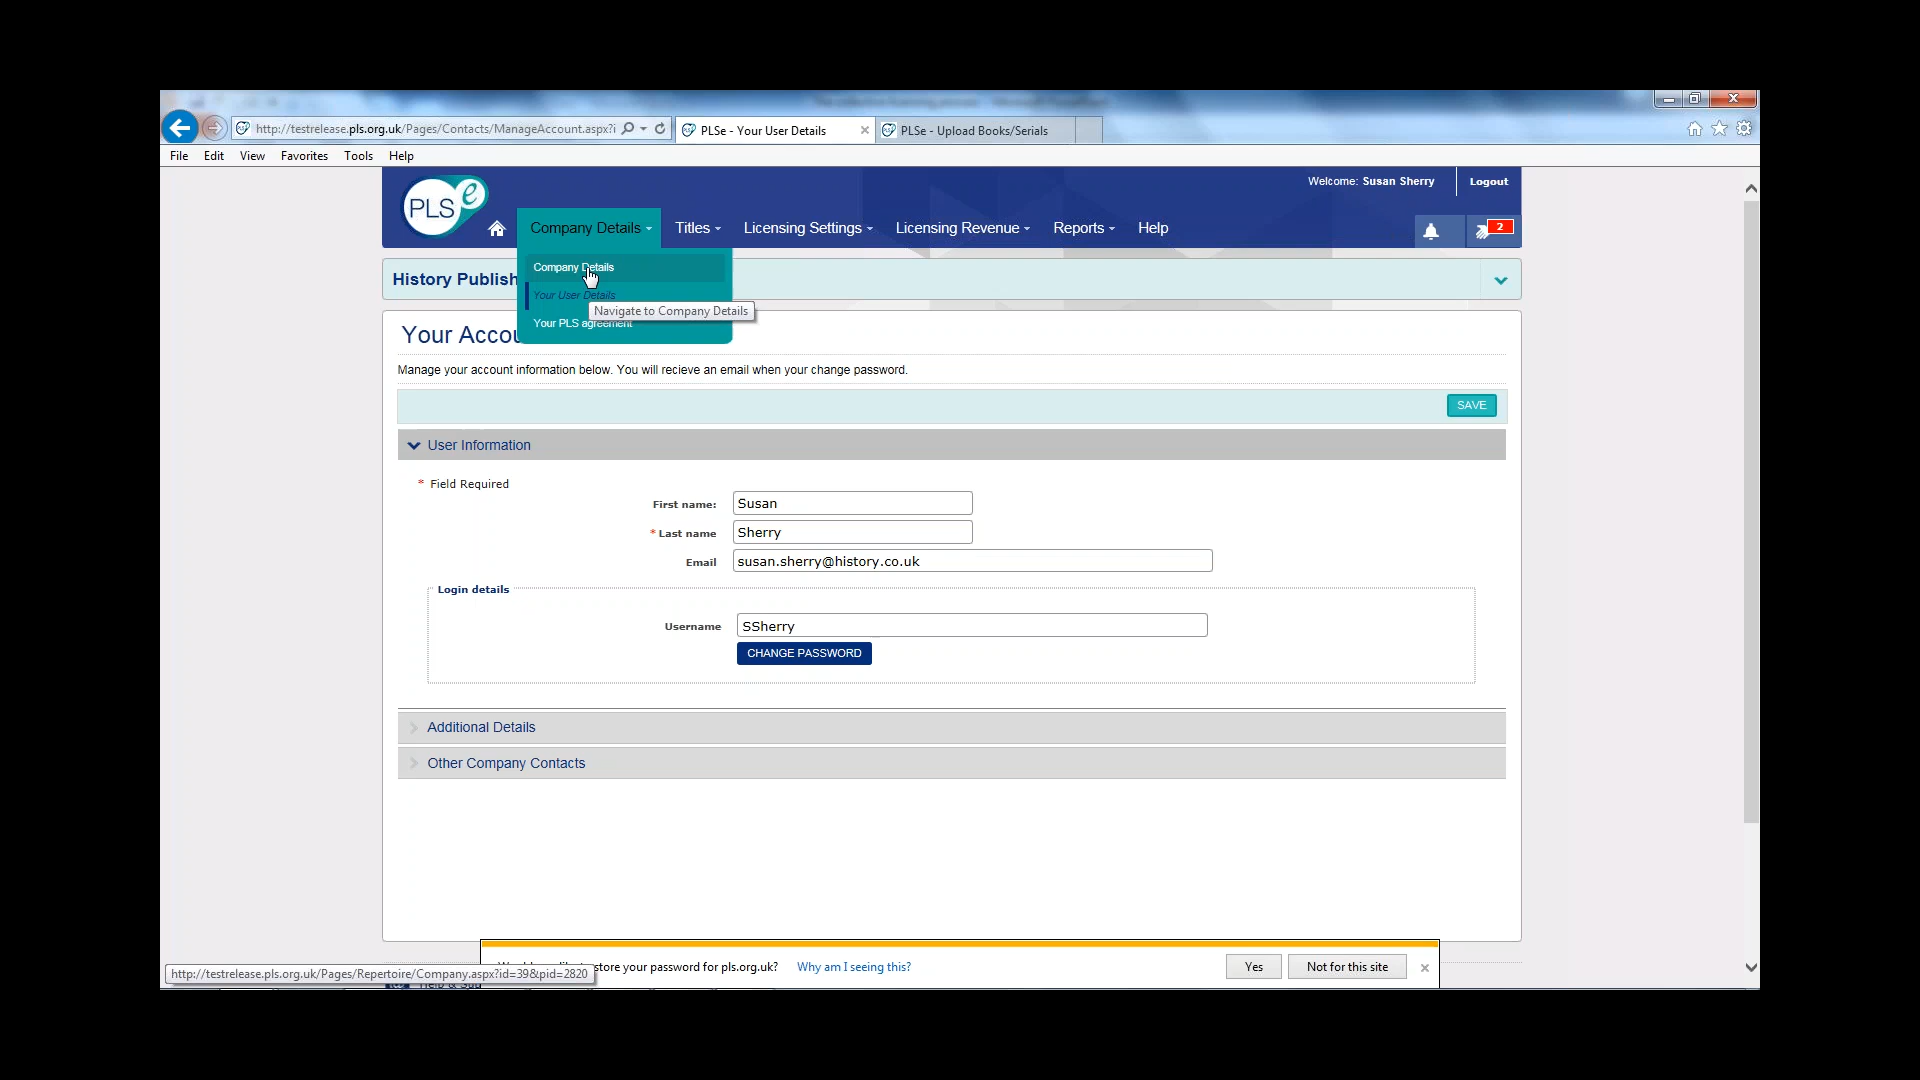 http://testrelease.pls.org.uk/Pages/Contacts/ManageAccount.aspx?i
PLSe - Your User Details
PLSe - Upload Books/Serials
File Edit View Favorites Tools Help
PLS e
Welcome: Susan Sherry
Logout
Company Details Titles Licensing Settings Licensing Revenue Reports Help
2
Company Details
History Publish
Your User Details
Navigate to Company Details
Your PLS agreement
Your Accou
Manage your account information below. You will recieve an email when your change password.
SAVE
User Information
* Field Required
First name: Susan
* Last name Sherry
Email susan.sherry@history.co.uk
Login details
Username SSherry
CHANGE PASSWORD
Additional Details
Other Company Contacts
store your password for pls.org.uk? Why am I seeing this? Yes Not for this site
http://testrelease.pls.org.uk/Pages/Repertoire/Company.aspx?id=39&pid=2820